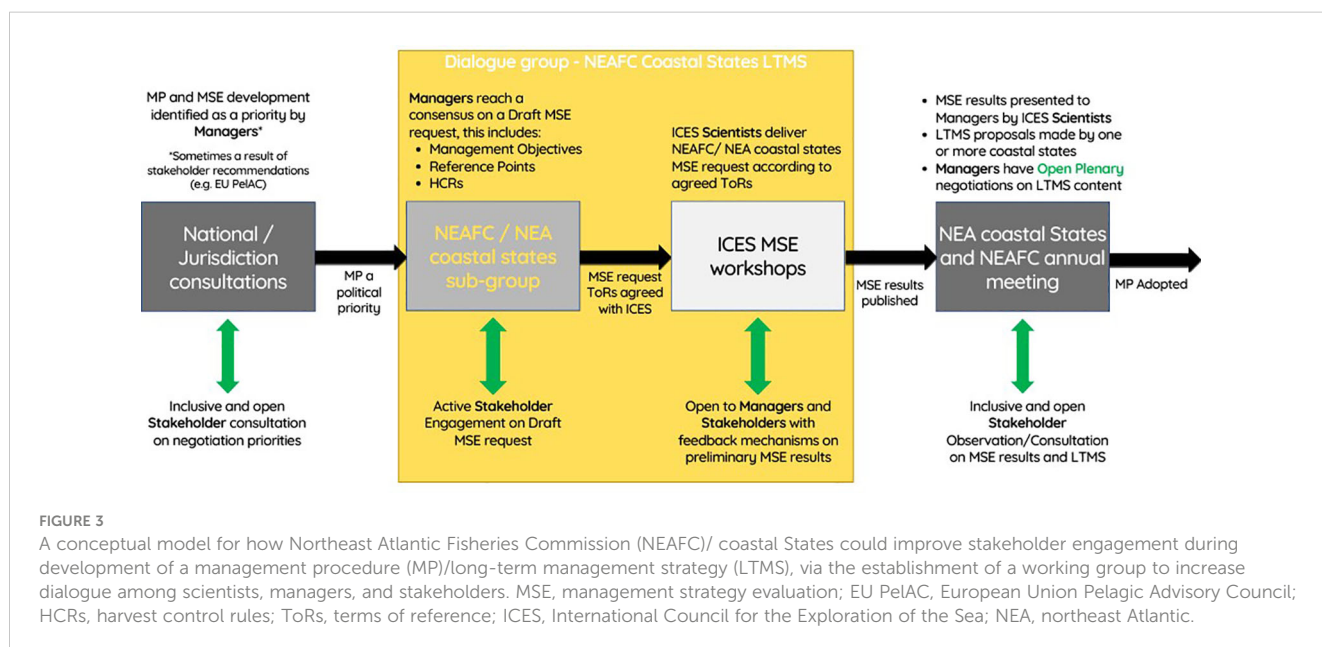 Dialogue group - NEAFC Coastal States LTMS
MP and MSE development
identified as a priority by
Managers*
*Sometimes a result of
stakeholder recommendations
(e.g. EU PelAC)
National /
Jurisdiction
consultations
MP a
political
priority
Inclusive and open
Stakeholder consultation
on negotiation priorities
Managers reach a
consensus on a Draft MSE
request, this includes:
• Management Objectives
• Reference Points
• HCRs
NEAFC / NEA
coastal states
sub-group
MSE request
ToRs agreed
with ICES
Active Stakeholder
Engagement on Draft
MSE request
ICES Scientists deliver
NEAFC/ NEA coastal states
MSE request according to
agreed ToRs
ICES MSE
workshops
MSE results
published
Open to Managers and
Stakeholders with
feedback mechanisms on
preliminary MSE results
• MSE results presented to
Managers by ICES Scientists
• LTMS proposals made by one
or more coastal states
• Managers have Open Plenary
negotiations on LTMS content
NEA coastal States
and NEAFC annual
meeting
MP Adopted
Inclusive and open
Stakeholder
Observation/Consultation
on MSE results and LTMS
FIGURE 3
A conceptual model for how Northeast Atlantic Fisheries Commission (NEAFC)/ coastal States could improve stakeholder engagement during
development of a management procedure (MP)/long-term management strategy (LTMS), via the establishment of a working group to increase
dialogue among scientists, managers, and stakeholders. MSE, management strategy evaluation; EU PelAC, European Union Pelagic Advisory Council;
HCRs, harvest control rules; ToRs, terms of reference; ICES, International Council for the Exploration of the Sea; NEA, northeast Atlantic.